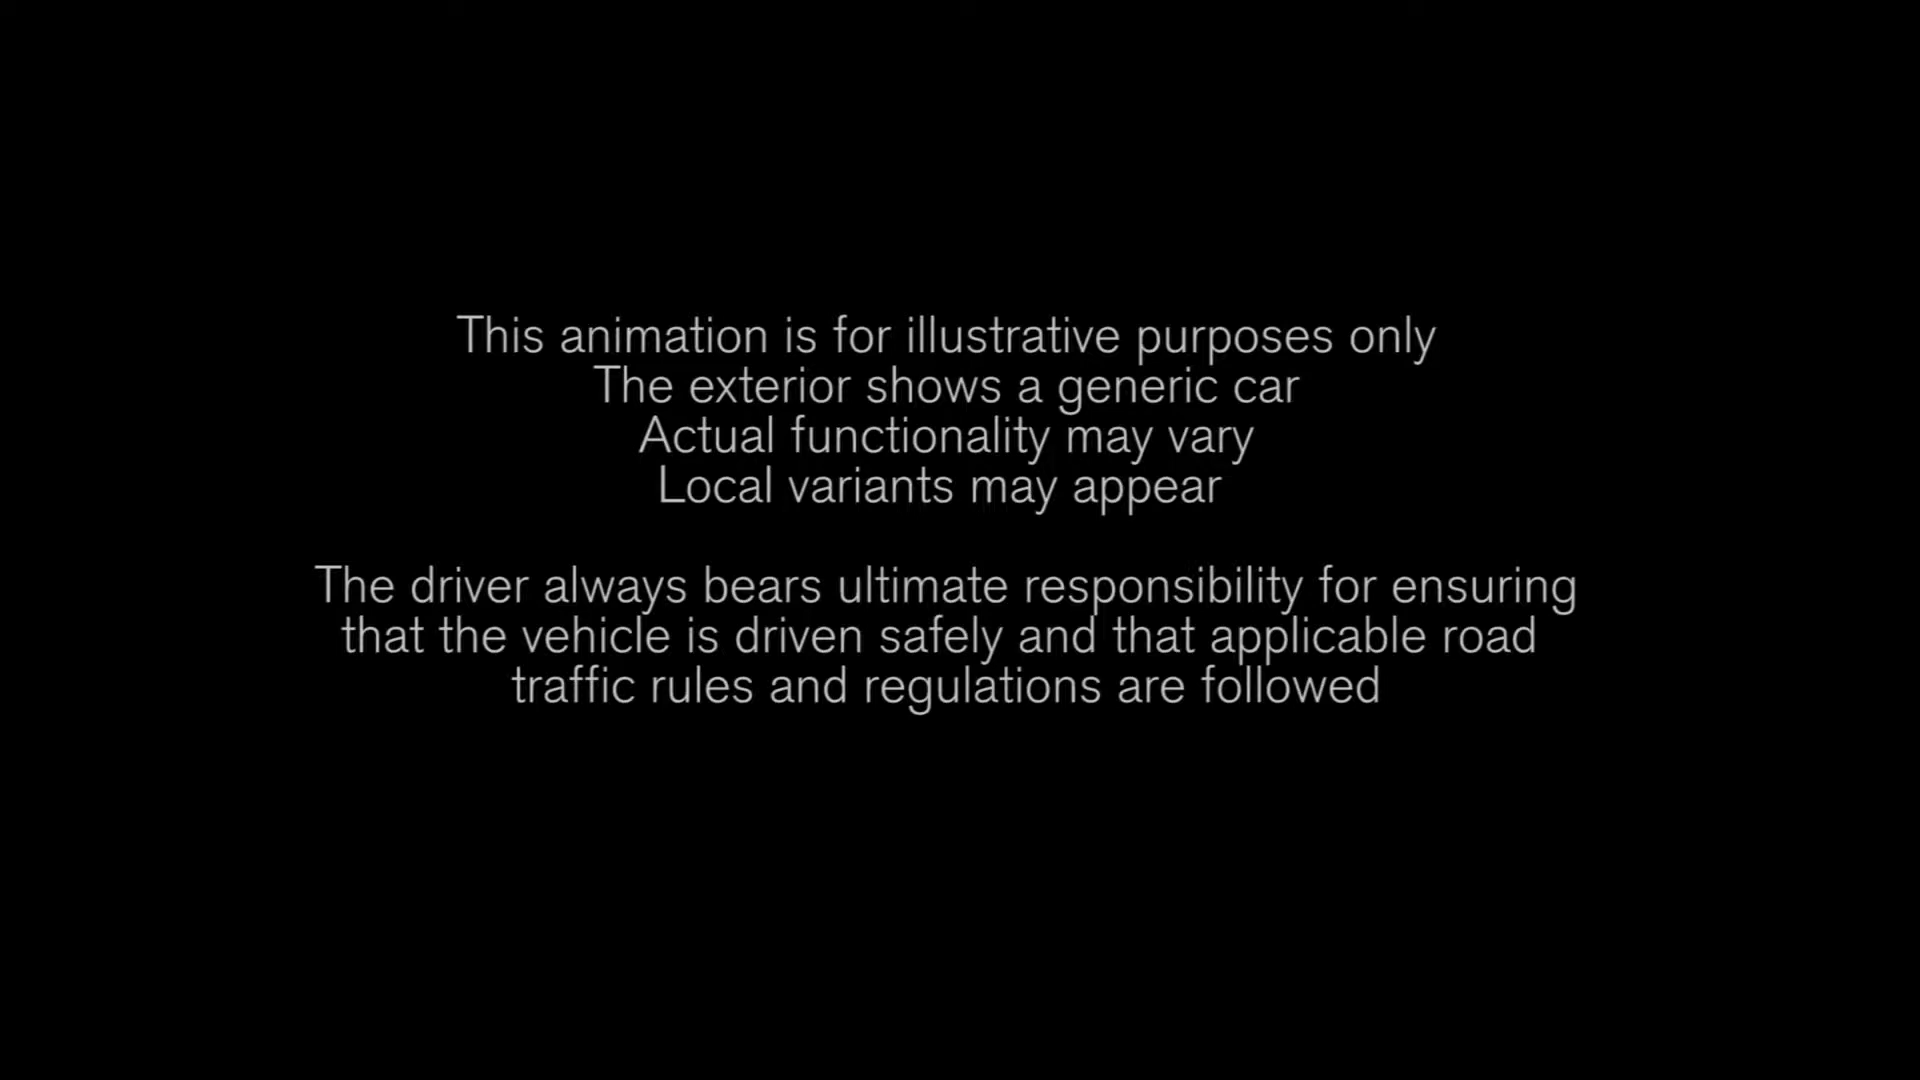 This animation is for illustrative purposes only
The exterior shows a generic car
Actual functionality may vary
Local variants may appear
The driver always bears ultimate responsibility for ensuring
that the vehicle is driven safely and that applicable road
traffic rules and regulations are followed